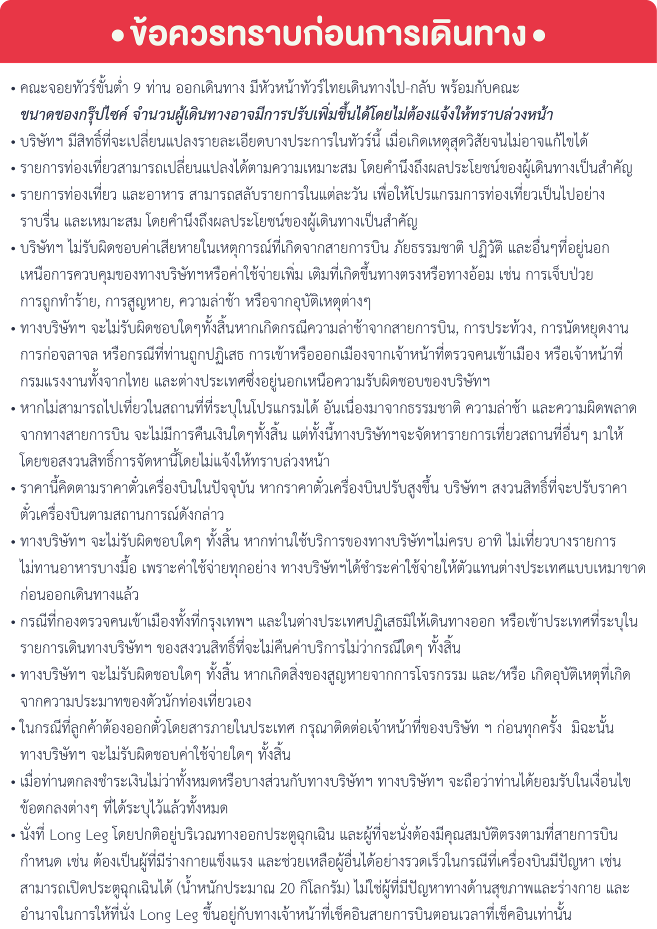 • ข้อควรทราบก่อนการเดินทาง •
• คณะจอยทัวร์ขั้นต่ำ 9 ท่าน ออกเดินทาง มีหัวหน้าทัวร์ไทยเดินทางไป-กลับ พร้อมกับคณะ
ขนาดของกรุ๊ปไซค์ จำนวนผู้เดินทางอาจมีการปรับเพิ่มขึ้นได้โดยไม่ต้องแจ้งให้ทราบล่วงหน้า
• บริษัทฯ มีสิทธิ์ที่จะเปลี่ยนแปลงรายละเอียดบางประการในทัวร์นี้ เมื่อเกิดเหตุสุดวิสัยจนไม่อาจแก้ไขได้
• รายการท่องเที่ยวสามารถเปลี่ยนแปลงได้ตามความเหมาะสม โดยคำนึงถึงผลประโยชน์ของผู้เดินทางเป็นสำคัญ
• รายการท่องเที่ยว และอาหาร สามารถสลับรายการในแต่ละวัน เพื่อให้โปรแกรมการท่องเที่ยวเป็นไปอย่าง
ราบรื่น และเหมาะสม โดยคำนึงถึงผลประโยชน์ของผู้เดินทางเป็นสำคัญ
• บริษัทฯ ไม่รับผิดชอบค่าเสียหายในเหตุการณ์ที่เกิดจากสายการบิน ภัยธรรมชาติ ปฏิวัติ และอื่นๆที่อยู่นอก
เหนือการควบคุมของทางบริษัทฯหรือค่าใช้จ่ายเพิ่ม เติมที่เกิดขึ้นทางตรงหรือทางอ้อม เช่น การเจ็บป่วย
การถูกทำร้าย, การสูญหาย, ความล่าช้า หรือจากอุบัติเหตุต่างๆ
• ทางบริษัทฯ จะไม่รับผิดชอบใดๆทั้งสิ้นหากเกิดกรณีความล่าช้าจากสายการบิน, การประท้วง, การนัดหยุดงาน
การก่อจลาจล หรือกรณีที่ท่านถูกปฏิเสธ การเข้าหรือออกเมืองจากเจ้าหน้าที่ตรวจคนเข้าเมือง หรือเจ้าหน้าที่
กรมแรงงานทั้งจากไทย และต่างประเทศซึ่งอยู่นอกเหนือความรับผิดชอบของบริษัทฯ
• หากไม่สามารถไปเที่ยวในสถานที่ที่ระบุในโปรแกรมได้ อันเนื่องมาจากธรรมชาติ ความล่าช้า และความผิดพลาด
จากทางสายการบิน จะไม่มีการคืนเงินใดๆทั้งสิ้น แต่ทั้งนี้ทางบริษัทฯจะจัดหารายการเที่ยวสถานที่อื่นๆ มาให้
โดยขอสงวนสิทธิ์การจัดหานี้โดยไม่แจ้งให้ทราบล่วงหน้า
• ราคานี้คิดตามราคาตั๋วเครื่องบินในปัจจุบัน หากราคาตั๋วเครื่องบินปรับสูงขึ้น บริษัทฯ สงวนสิทธิ์ที่จะปรับราคา
ตั๋วเครื่องบินตามสถานการณ์ดังกล่าว
• ทางบริษัทฯ จะไม่รับผิดชอบใดๆ ทั้งสิ้น หากท่านใช้บริการของทางบริษัทฯไม่ครบ อาทิ ไม่เที่ยวบางรายการ
ไม่ทานอาหารบางมื้อ เพราะค่าใช้จ่ายทุกอย่าง ทางบริษัทฯได้ชำระค่าใช้จ่ายให้ตัวแทนต่างประเทศแบบเหมาขาด
ก่อนออกเดินทางแล้ว
• กรณีที่กองตรวจคนเข้าเมืองทั้งที่กรุงเทพฯ และในต่างประเทศปฏิเสธมิให้เดินทางออก หรือเข้าประเทศที่ระบุใน
รายการเดินทางบริษัทฯ ของสงวนสิทธิ์ที่จะไม่คืนค่าบริการไม่ว่ากรณีใดๆ ทั้งสิ้น
• ทางบริษัทฯ จะไม่รับผิดชอบใดๆ ทั้งสิ้น หากเกิดสิ่งของสูญหายจากการโจรกรรม และ/หรือ เกิดอุบัติเหตุที่เกิด
จากความประมาทของตัวนักท่องเที่ยวเอง
• ในกรณีที่ลูกค้าต้องออกตั๋วโดยสารภายในประเทศ กรุณาติดต่อเจ้าหน้าที่ของบริษัท ฯ ก่อนทุกครั้ง มิฉะนั้น
ทางบริษัทฯ จะไม่รับผิดชอบค่าใช้จ่ายใดๆ ทั้งสิ้น
• เมื่อท่านตกลงชำระเงินไม่ว่าทั้งหมดหรือบางส่วนกับทางบริษัทฯ ทางบริษัทฯ จะถือว่าท่านได้ยอมรับในเงื่อนไข
ข้อตกลงต่างๆ ที่ได้ระบุไว้แล้วทั้งหมด
• นั่งที่ Long Leg โดยปกติอยู่บริเวณทางออกประตูฉุกเฉิน และผู้ที่จะนั่งต้องมีคุณสมบัติตรงตามที่สายการบิน
กำหนด เช่น ต้องเป็นผู้ที่มีร่างกายแข็งแรง และช่วยเหลือผู้อื่นได้อย่างรวดเร็วในกรณีที่เครื่องบินมีปัญหา เช่น
สามารถเปิดประตูฉุกเฉินได้ (น้ำหนักประมาณ 20 กิโลกรัม) ไม่ใช่ผู้ที่มีปัญหาทางด้านสุขภาพและร่างกาย และ
อำนาจในการให้ที่นั่ง Long Leg ขึ้นอยู่กับทางเจ้าหน้าที่เช็คอินสายการบินตอนเวลาที่เช็คอินเท่านั้น